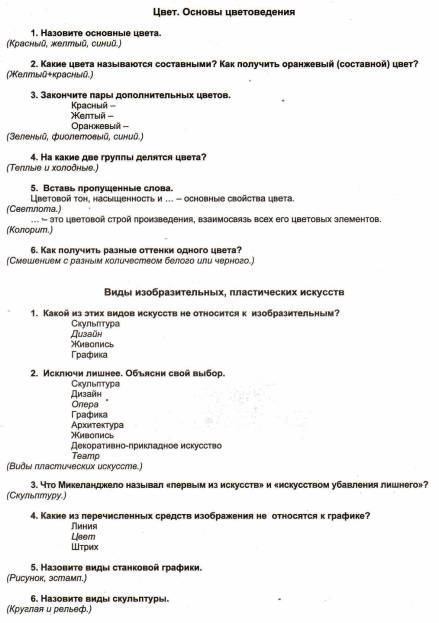 Цвет. Основы цветоведения
1. Назовите основные цвета.
(Красный, желтый, синий.)
2. Какие цвета называются составными? Как получить оранжевый (составной) цвет?
(Желтый+красный.)
3. Закончите пары дополнительных цветов.
Красный –
Желтый –
Оранжевый –
(Зеленый, фиолетовый, синий.)
4. На какие две группы делятся цвета?
(Теплые и холодные.)
5. Вставь пропущенные слова.
Цветовой тон, насыщенность и ... – основные свойства цвета.
(Светлота.)
... – это цветовой строй произведения, взаимосвязь всех его цветовых элементов.
(Колорит.)
6. Как получить разные оттенки одного цвета?
(Смешением с разным количеством белого или черного.)
Виды изобразительных, пластических искусств
1. Какой из этих видов искусств не относится к изобразительным?
Скульптура
Дизайн
Живопись
Графика
2. Исключи лишнее. Объясни свой выбор.
Скульптура
Дизайн
Опера
Графика
Архитектура
Живопись
Декоративно-прикладное искусство
Театр
(Виды пластических искусств.)
3. Что Микеланджело называл «первым из искусств» и «искусством убавления лишнего»?
(Скульптуру.)
4. Какие из перечисленных средств изображения не относятся к графике?
Линия
Цвет
Штрих
5. Назовите виды станковой графики.
(Рисунок, эстамп.)
6. Назовите виды скульптуры.
(Круглая и рельеф.)